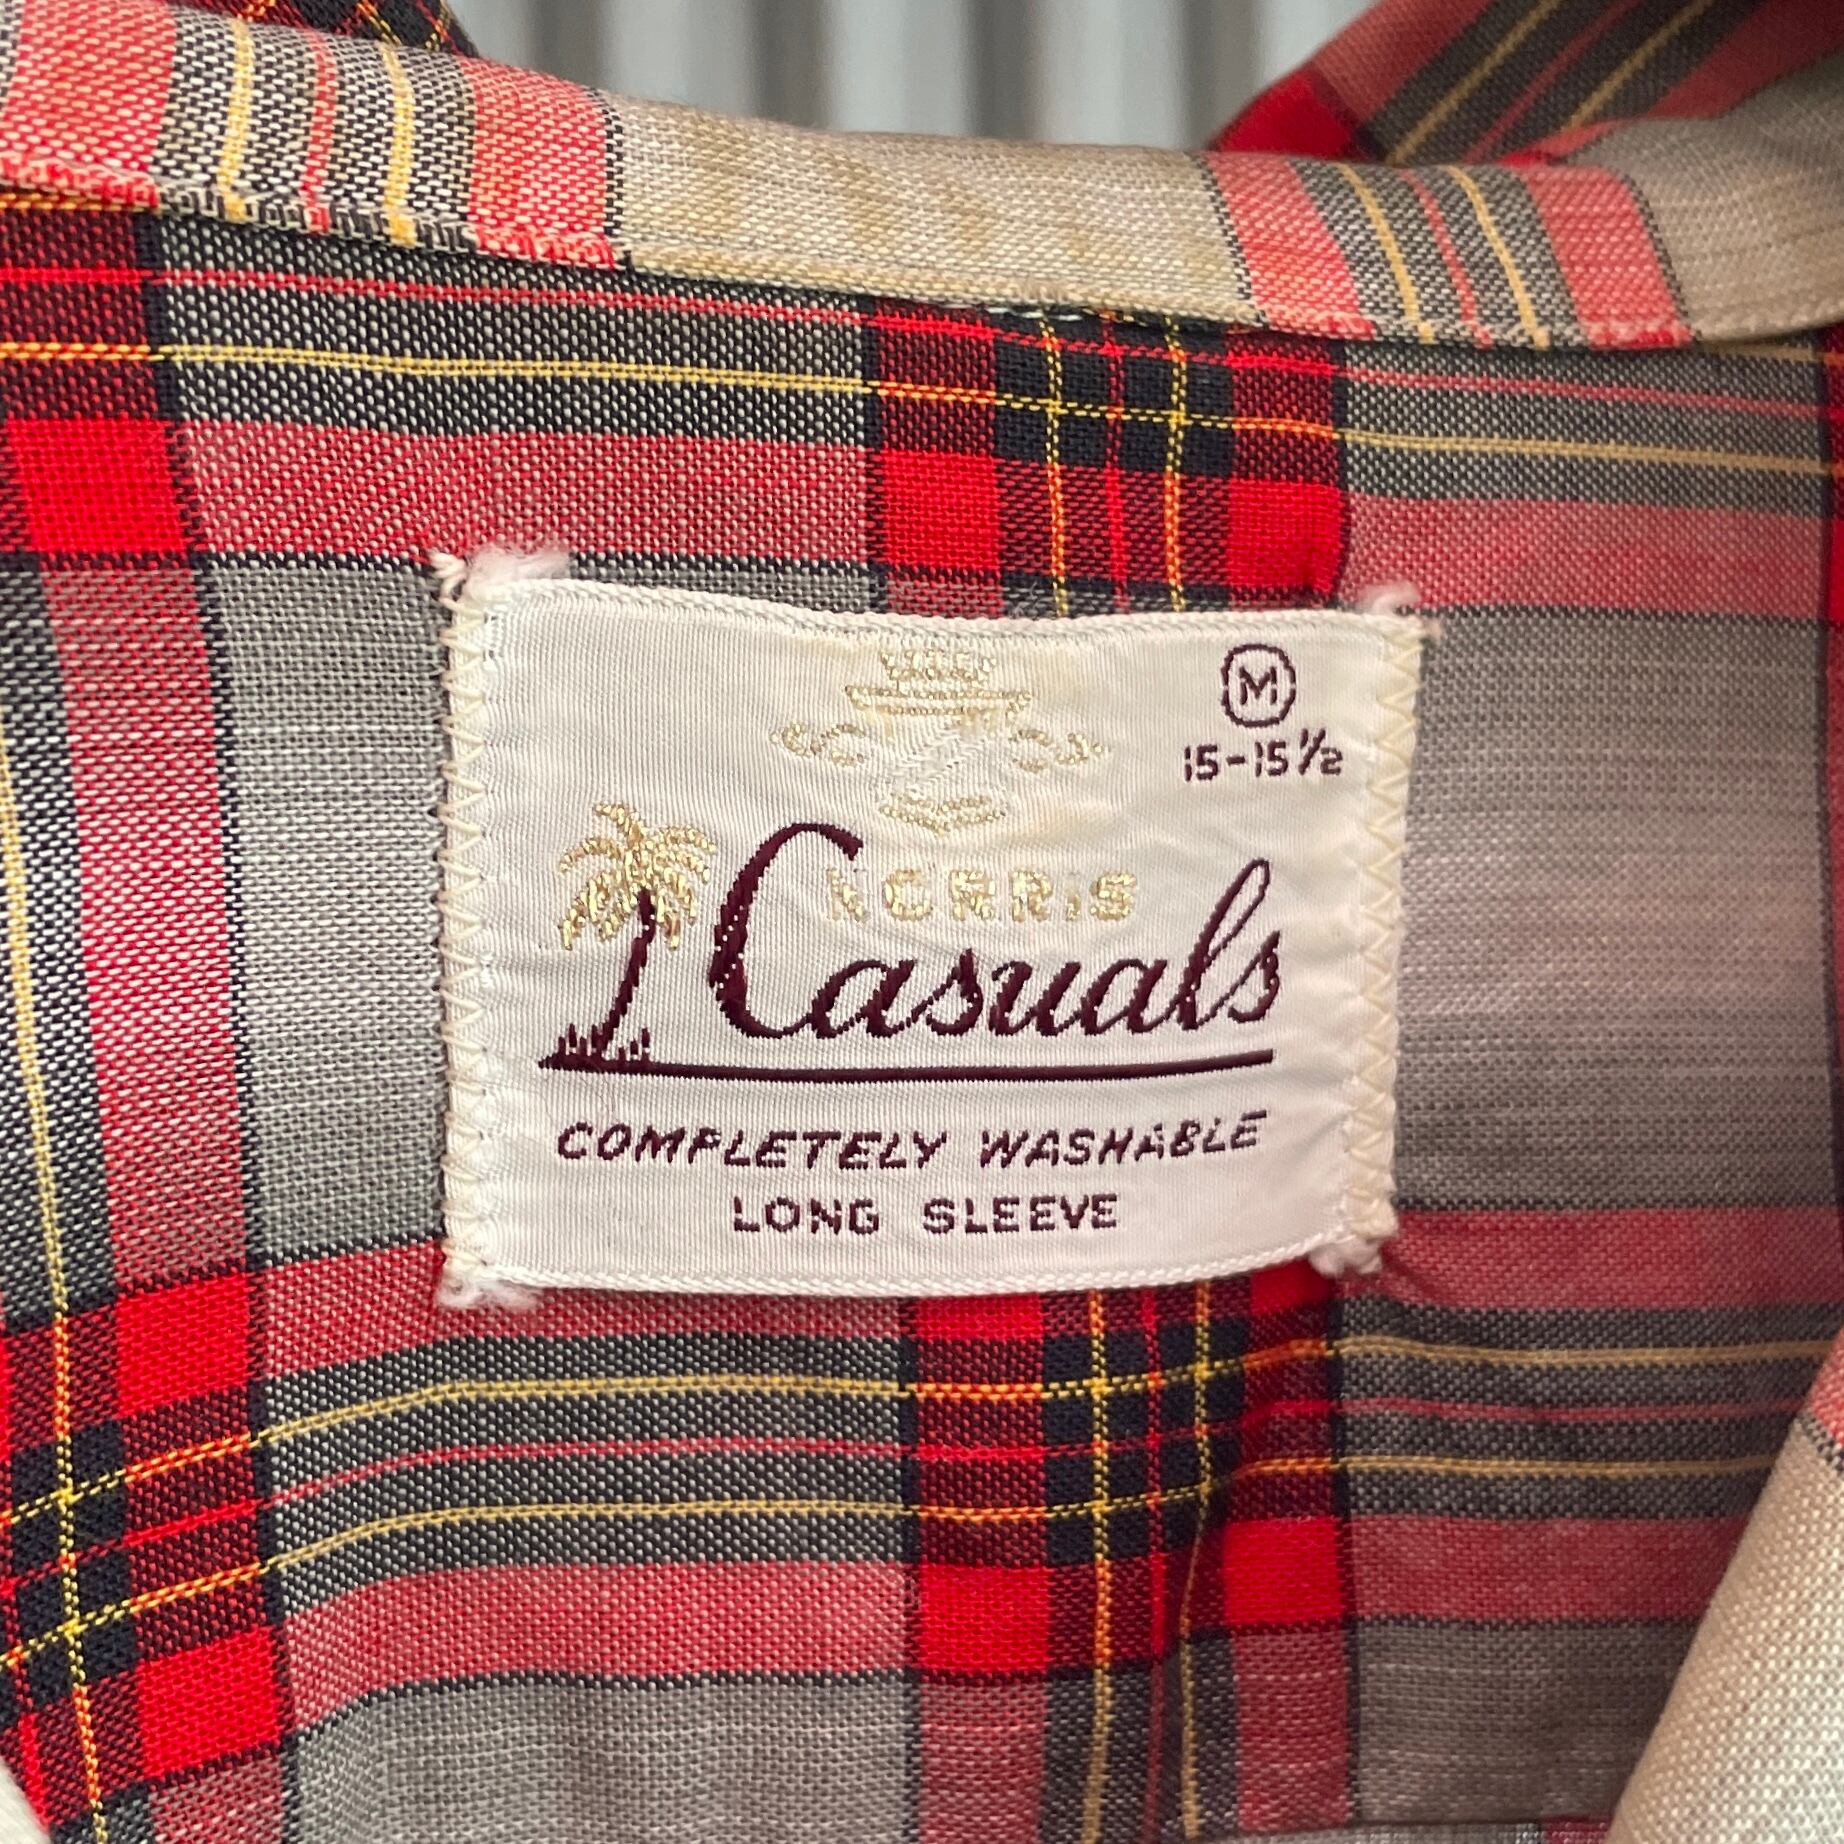 M
15-15½
NORRIS
Casuals
COMPLETELY WASHABLE
LONG SLEEVE